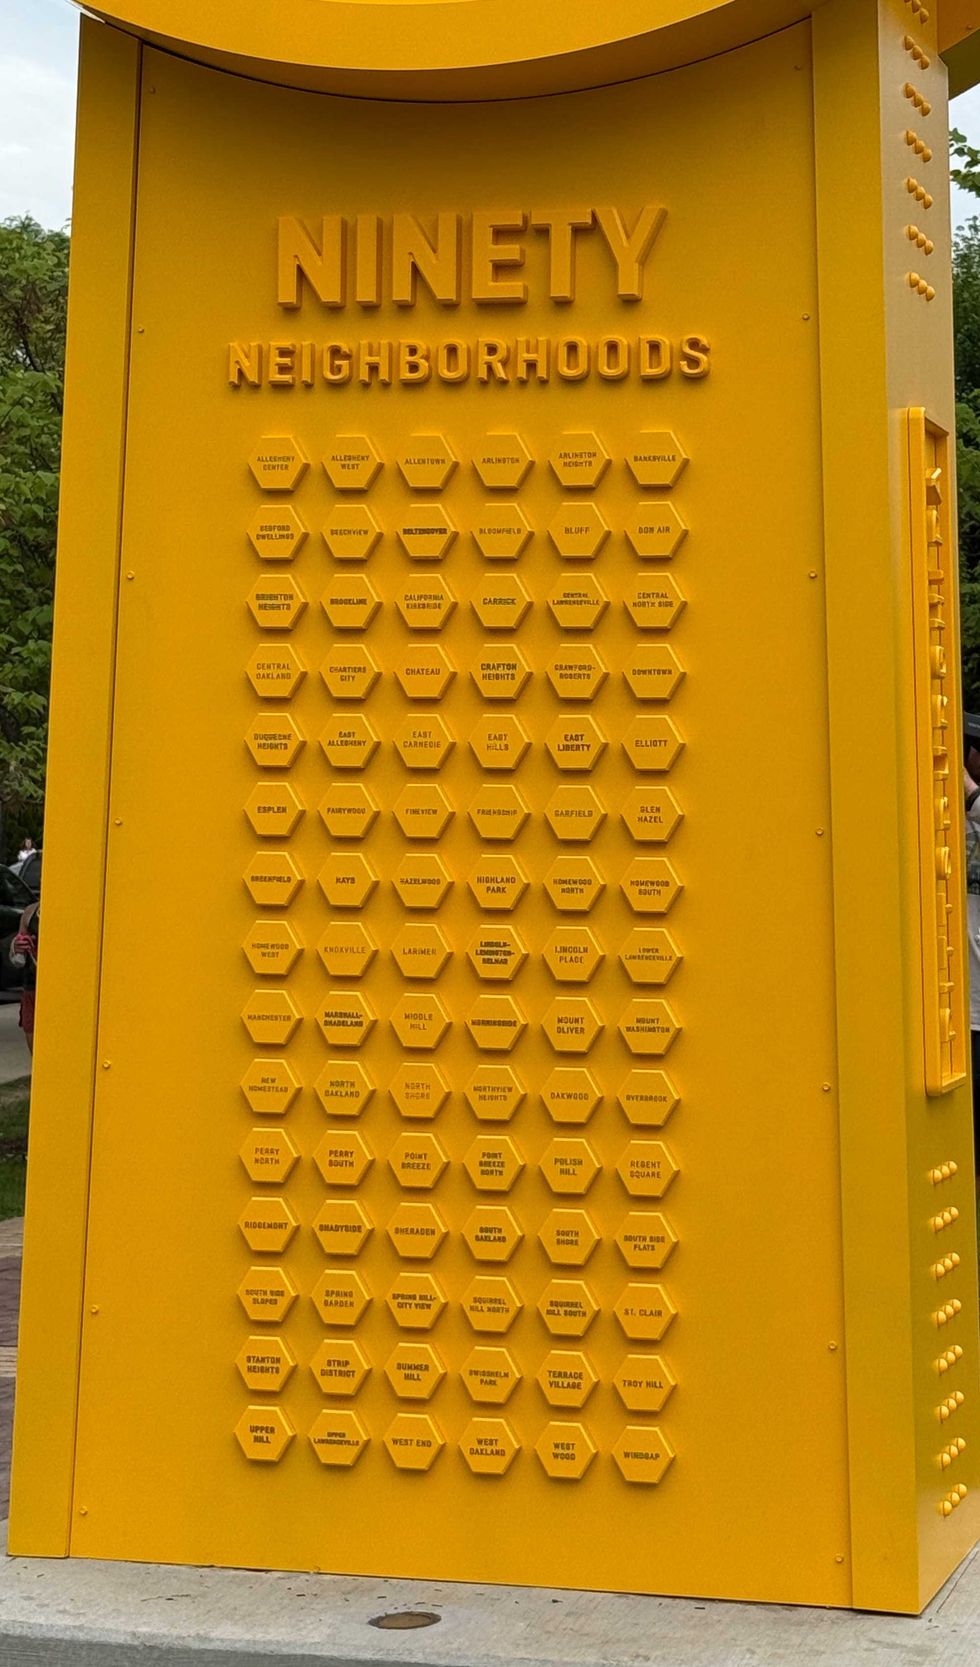 NINETY
NEIGHBORHOODS
ALLEGHENY
CENTER
ALLEGHENY
WEST
ALLENTOWN
ARLINGTON
ARLINGTON
HEIGHTS
BANKSVILLE
BEDFORD
DWELLINGS
BEECHVIEW
BELTZHOOVER
BLOOMFIELD
BLUFF
BON AIR
BRIGHTON
HEIGHTS
BROOKLINE
CALIFORNIA
KIRKBRIDE
CARRICK
CENTRAL
LAWRENCEVILLE
CENTRAL
NORTH SIDE
CENTRAL
OAKLAND
CHARTIERS
CITY
CHATEAU
CRAFTON
HEIGHTS
CRAWFORD-
ROBERTS
DOWNTOWN
DUQUESNE
HEIGHTS
EAST
ALLEGHENY
EAST
CARNEGIE
EAST
HILLS
EAST
LIBERTY
ELLIOTT
ESPLEN
FAIRYWOOD
FINEVIEW
FRIENDSHIP
GARFIELD
GLEN
HAZEL
GREENFIELD
HAYS
HAZELWOOD
HIGHLAND
PARK
HOMEWOOD
NORTH
HOMEWOOD
SOUTH
HOMEWOOD
WEST
KNOXVILLE
LARIMER
LINCOLN-
LEMINGTON-
BELMAR
LINCOLN
PLACE
LOWER
LAWRENCEVILLE
MANCHESTER
MARSHALL-
SHADELAND
MIDDLE
HILL
MORNINGSIDE
MOUNT
OLIVER
MOUNT
WASHINGTON
NEW
HOMESTEAD
NORTH
OAKLAND
NORTH
SHORE
NORTHVIEW
HEIGHTS
OAKWOOD
OVERBROOK
PERRY
NORTH
PERRY
SOUTH
POINT
BREEZE
POINT
BREEZE
NORTH
POLISH
HILL
REGENT
SQUARE
RIDGEMONT
SHADYSIDE
SHERADEN
SOUTH
OAKLAND
SOUTH
SHORE
SOUTH SIDE
FLATS
SOUTH SIDE
SLOPES
SPRING
GARDEN
SPRING HILL-
CITY VIEW
SQUIRREL
HILL NORTH
SQUIRREL
HILL SOUTH
ST. CLAIR
STANTON
HEIGHTS
STRIP
DISTRICT
SUMMER
HILL
SWISSHELM
PARK
TERRACE
VILLAGE
TROY HILL
UPPER
HILL
UPPER
LAWRENCEVILLE
WEST END
WEST
OAKLAND
WEST
WOOD
WINDGAP